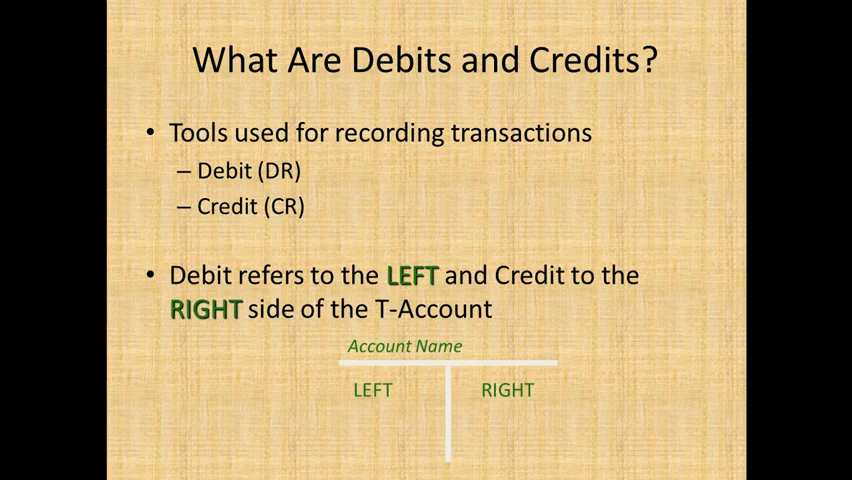 What Are Debits and Credits?
• Tools used for recording transactions
– Debit (DR)
– Credit (CR)
• Debit refers to the LEFT and Credit to the
RIGHT side of the T-Account
Account Name
LEFT RIGHT